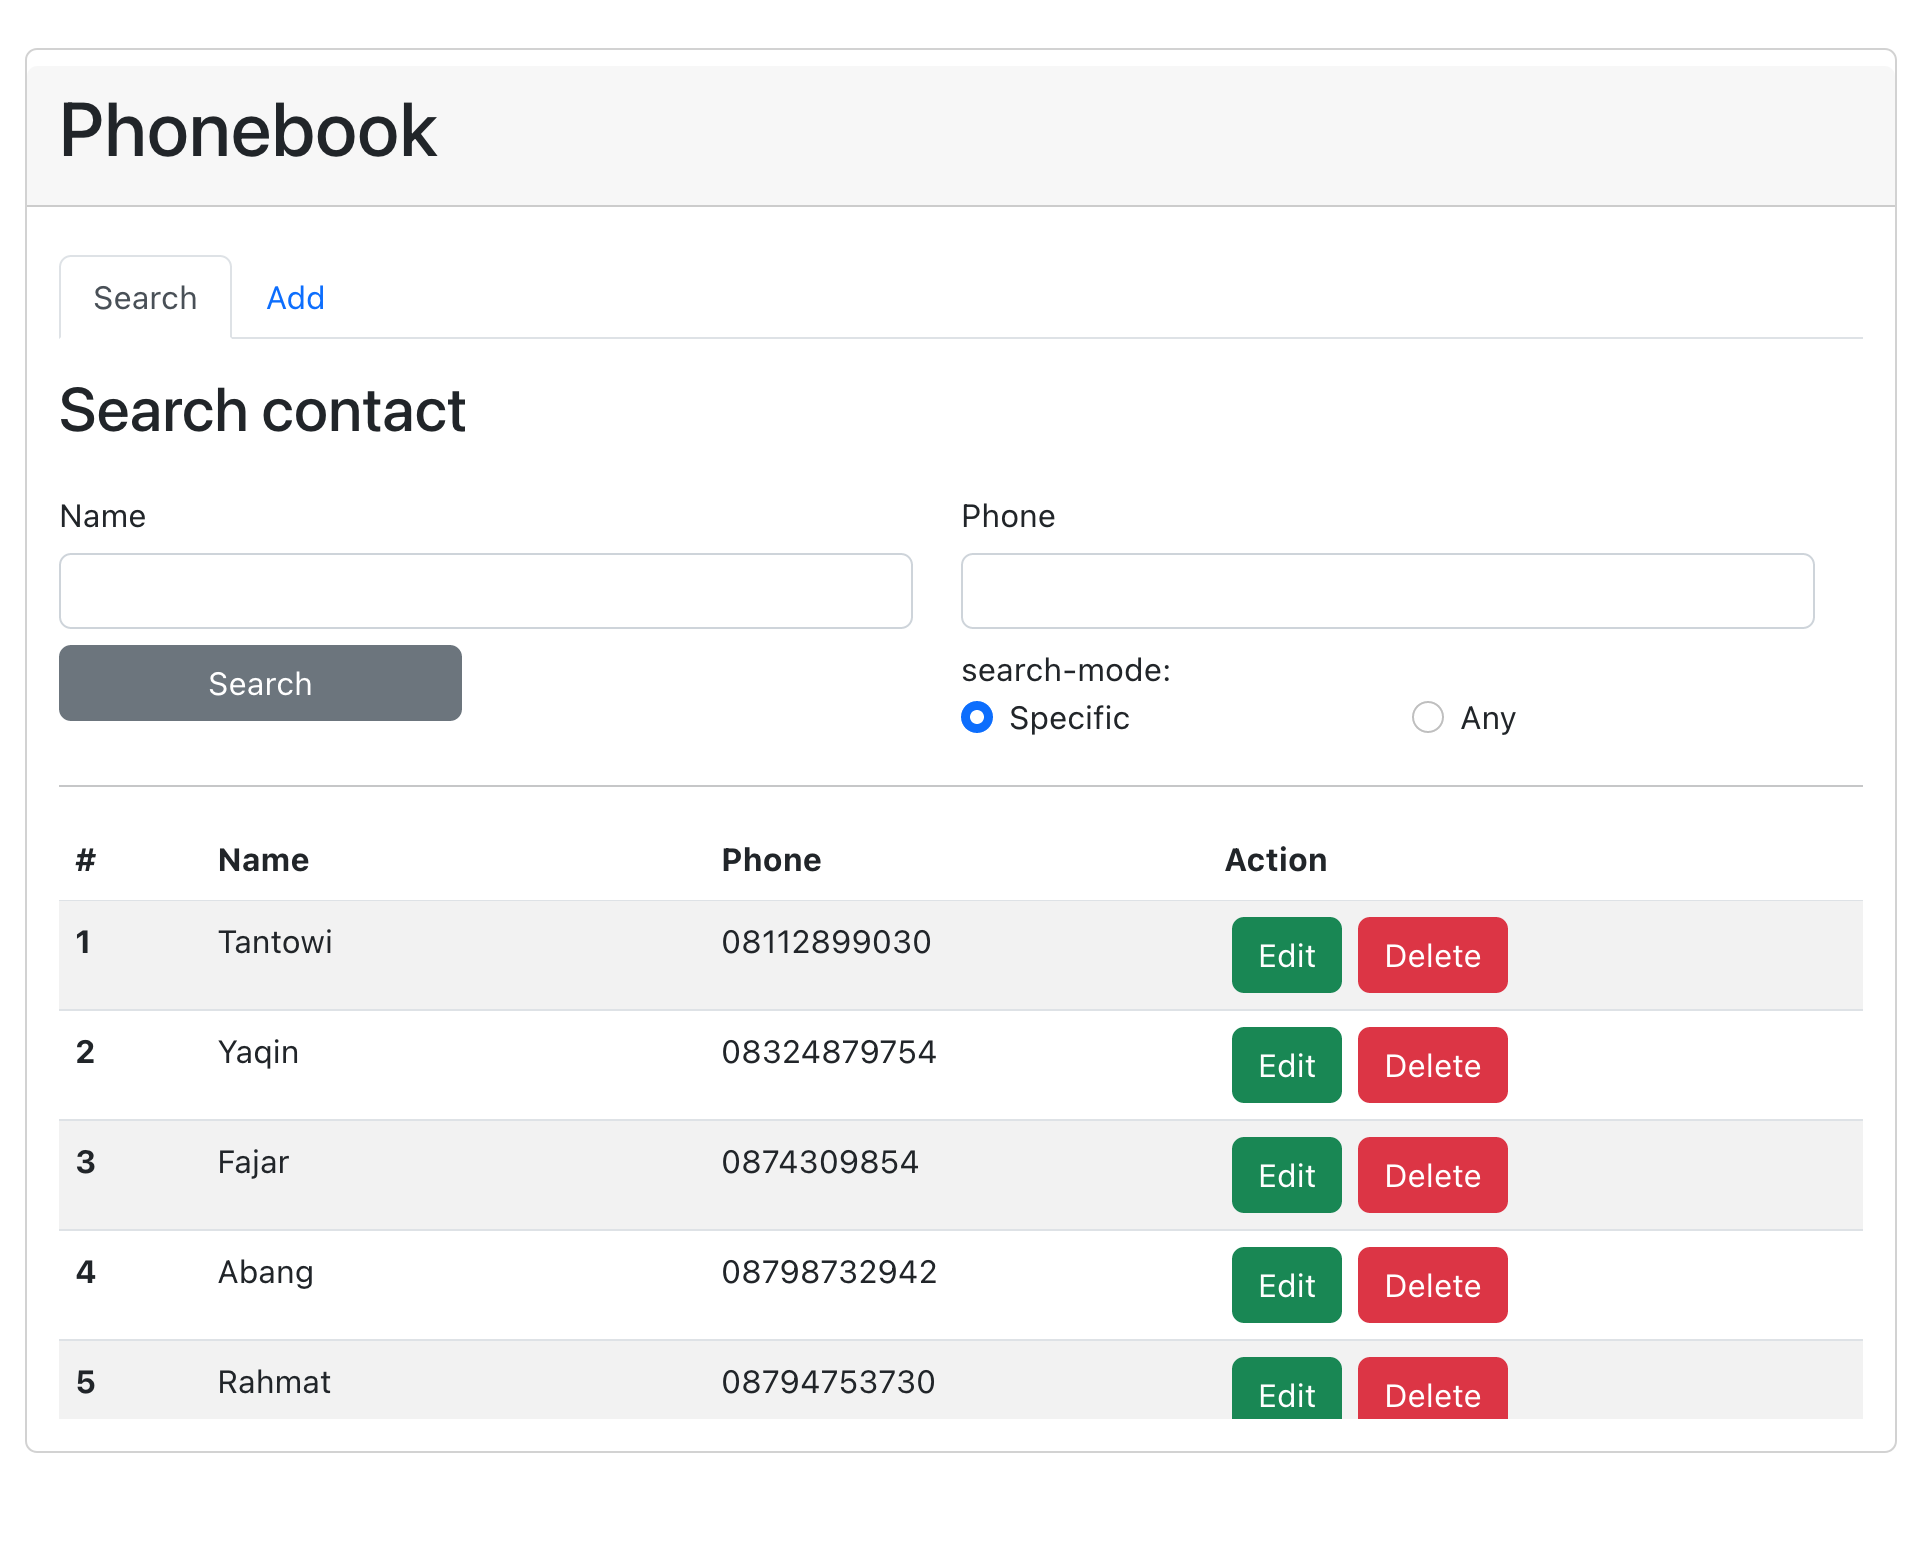 Phonebook
Search Add
Search contact
Name Phone
Search
search-mode:
Specific Any
# Name Phone Action
1 Tantowi 08112899030 Edit Delete
2 Yaqin 08324879754 Edit Delete
3 Fajar 0874309854 Edit Delete
4 Abang 08798732942 Edit Delete
5 Rahmat 08794753730 Edit Delete